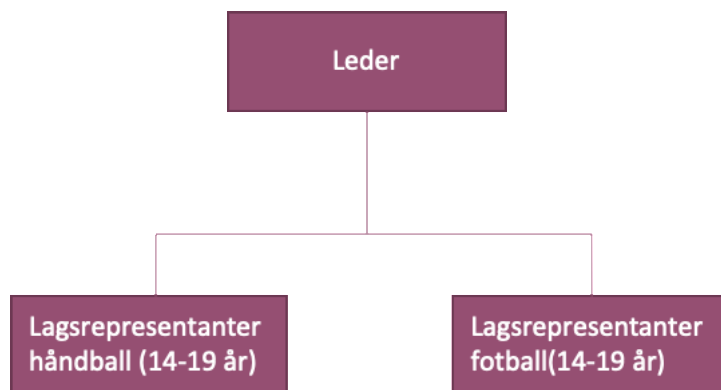 Leder
Lagsrepresentanter
håndball (14-19 år)
Lagsrepresentanter
fotball(14-19 år)